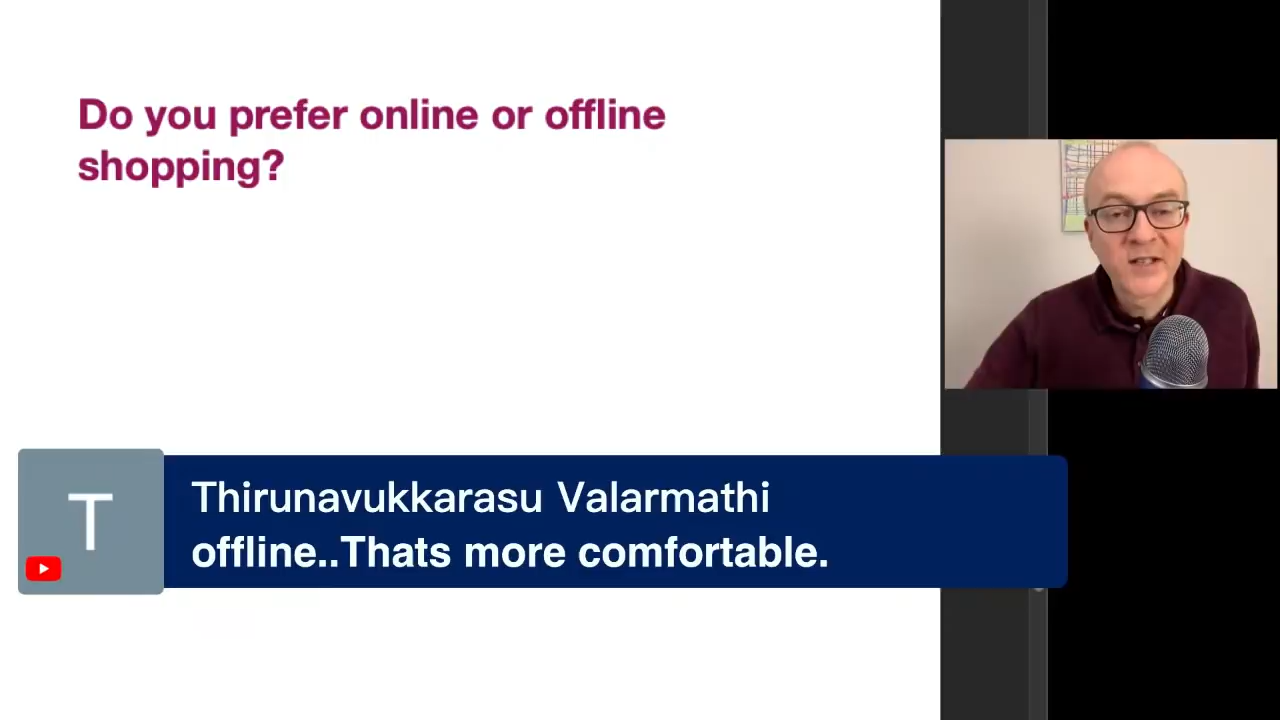 Do you prefer online or offline
shopping?
T
Thirunavukkarasu Valarmathi
offline..Thats more comfortable.